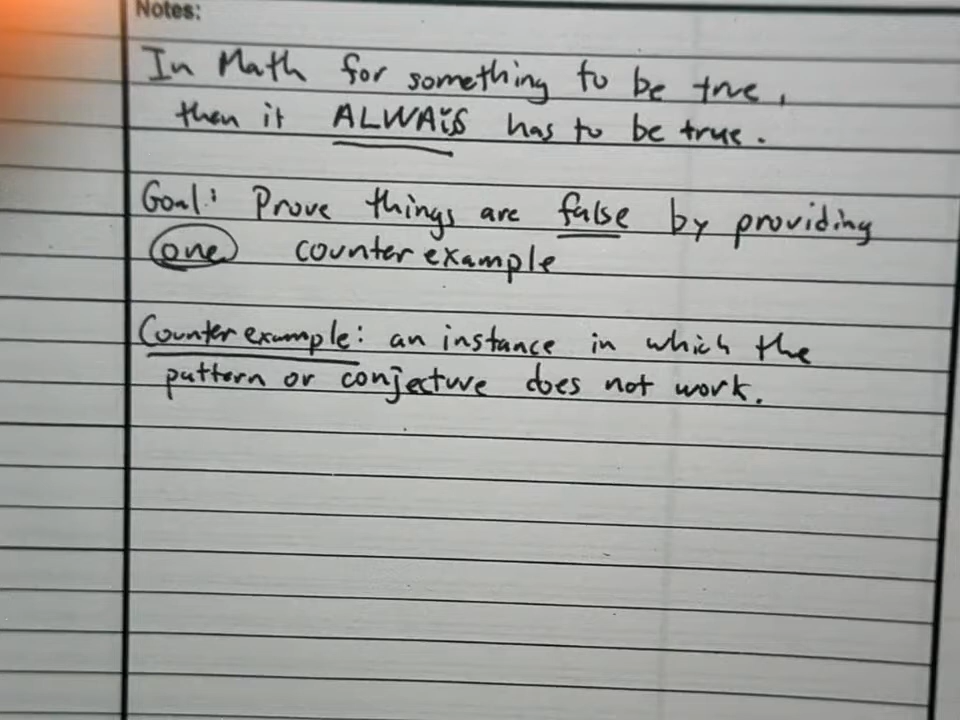 Notes:
In Math for something to be true,
then it ALWAYS has to be true.
Goal: Prove things are false by providing
one counter example
Counter example: an instance in which the
pattern or conjecture does not work.